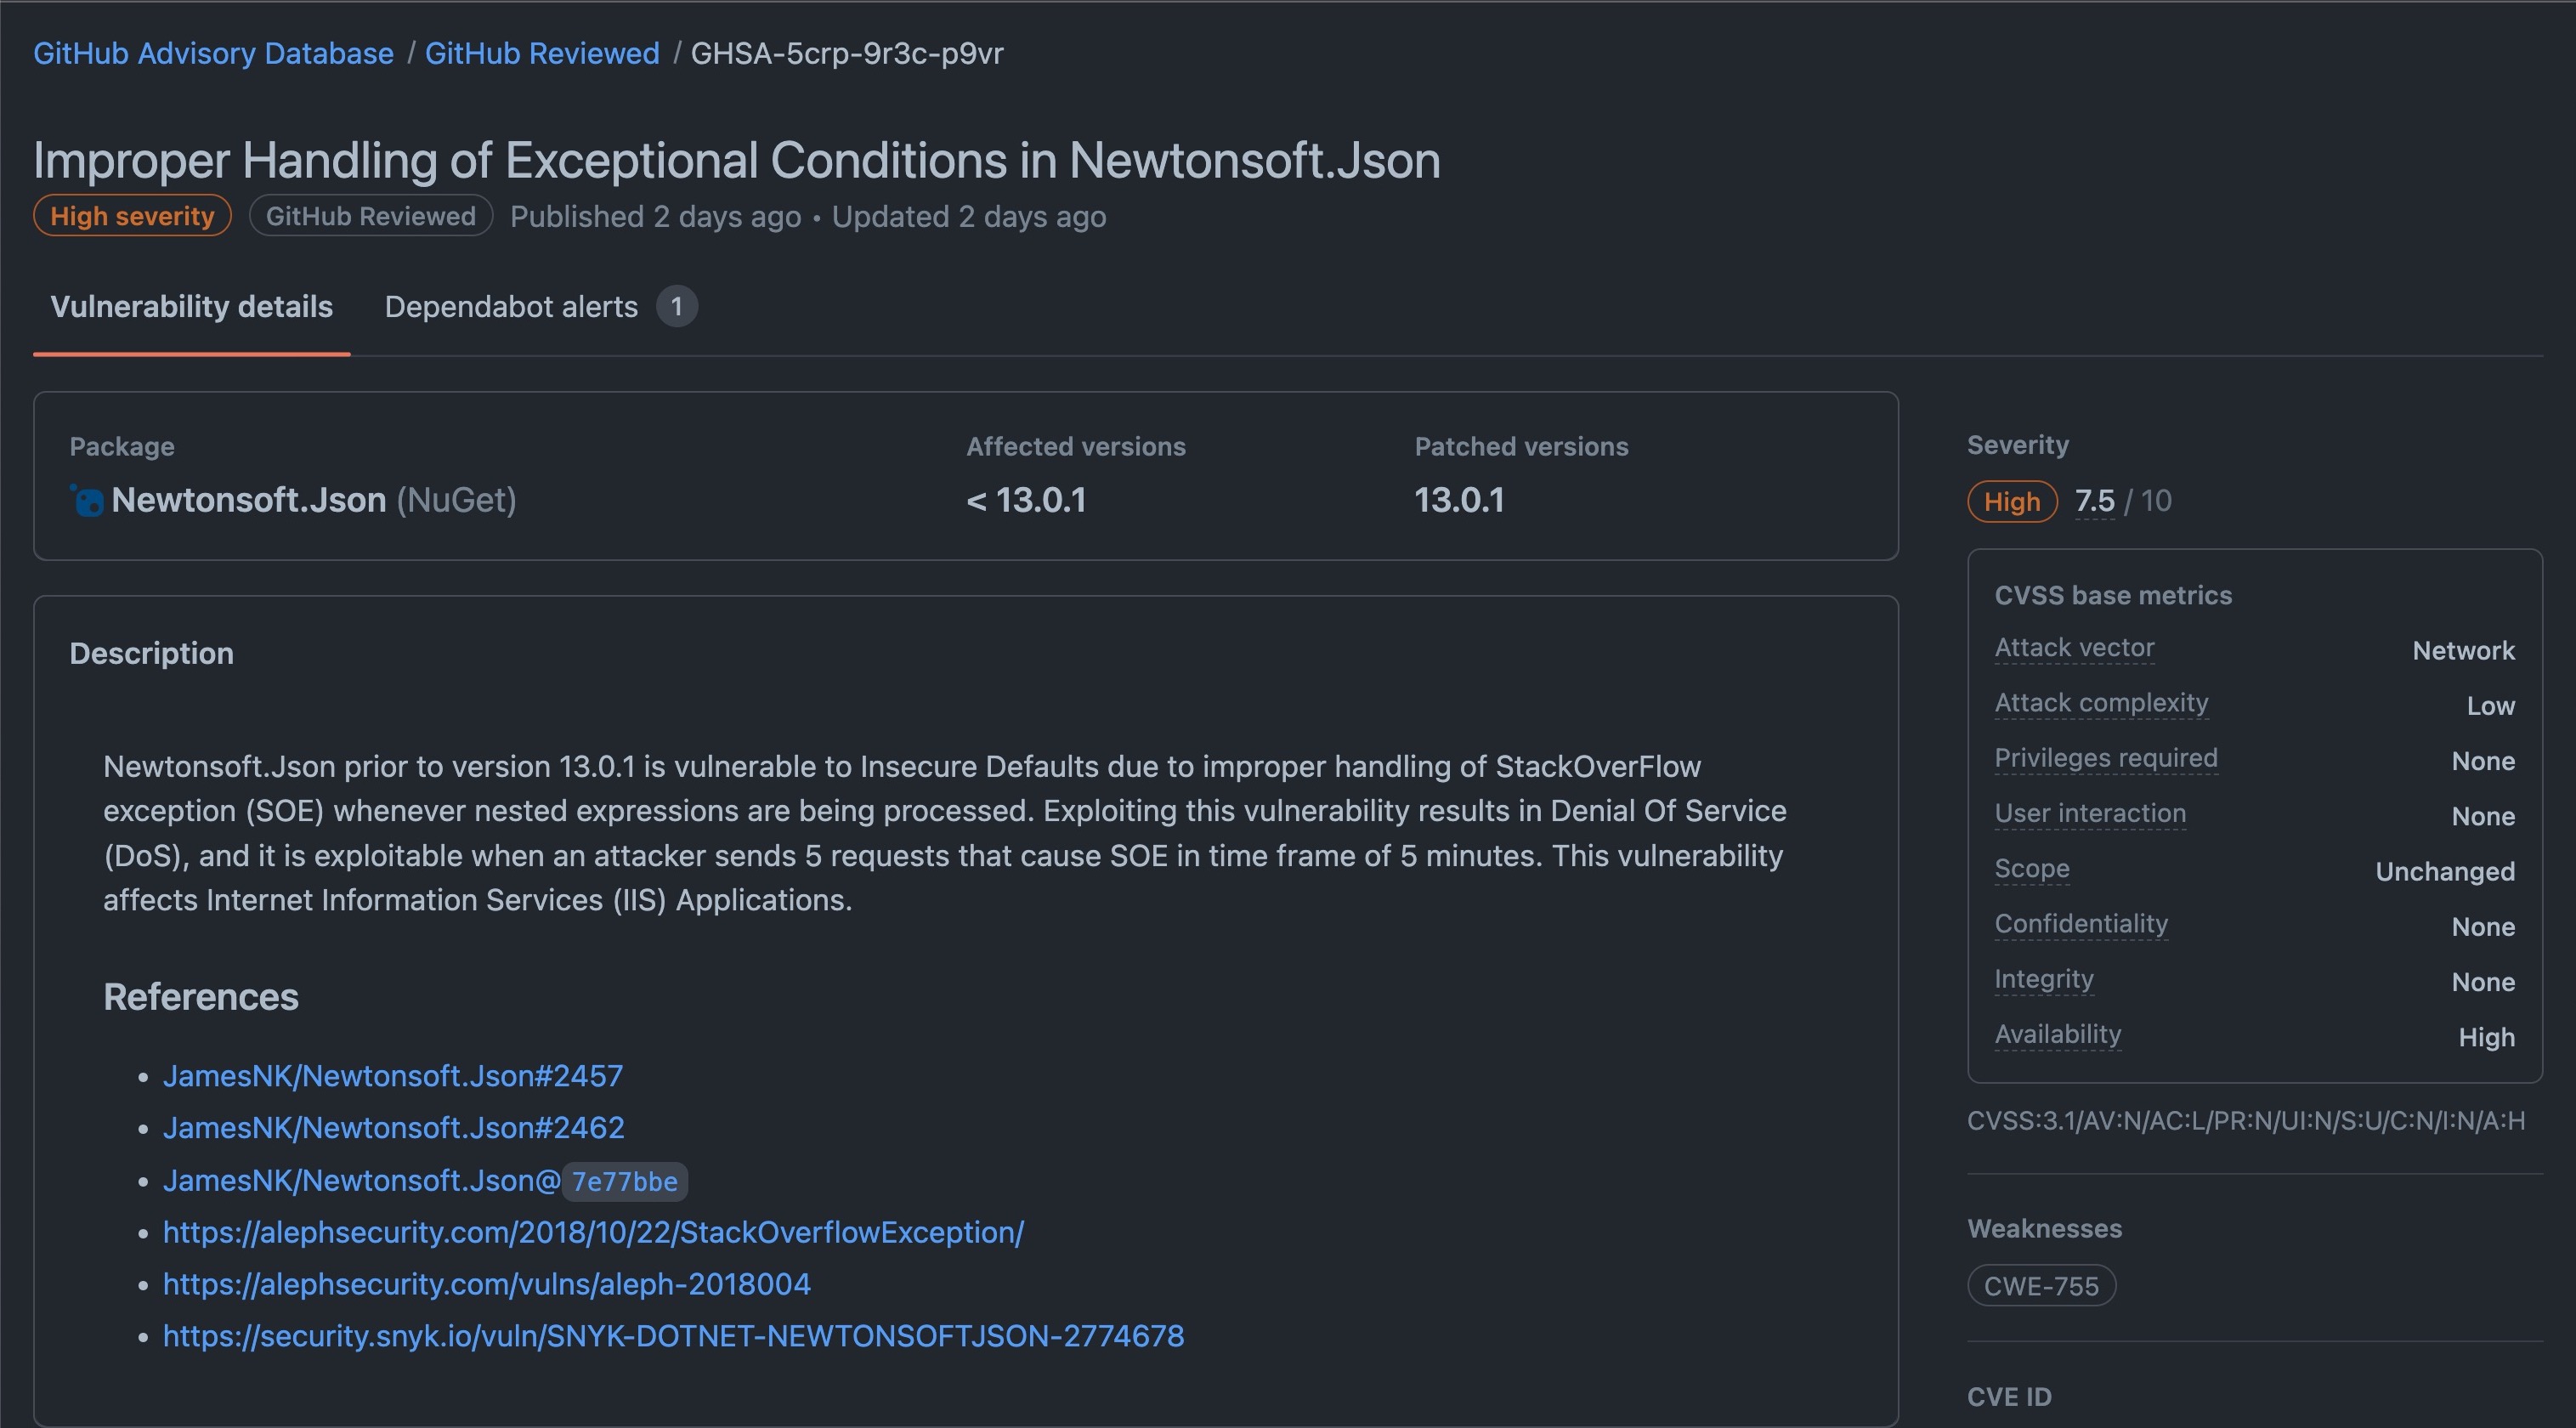 GitHub Advisory Database / GitHub Reviewed / GHSA-5crp-9r3c-p9vr
Improper Handling of Exceptional Conditions in Newtonsoft.Json
High severity GitHub Reviewed Published 2 days ago • Updated 2 days ago
Vulnerability details Dependabot alerts 1
Package Affected versions Patched versions
Newtonsoft.Json (NuGet) < 13.0.1 13.0.1
Description
Newtonsoft.Json prior to version 13.0.1 is vulnerable to Insecure Defaults due to improper handling of StackOverFlow
exception (SOE) whenever nested expressions are being processed. Exploiting this vulnerability results in Denial Of Service
(DoS), and it is exploitable when an attacker sends 5 requests that cause SOE in time frame of 5 minutes. This vulnerability
affects Internet Information Services (IIS) Applications.
References
• JamesNK/Newtonsoft.Json#2457
• JamesNK/Newtonsoft.Json#2462
• JamesNK/Newtonsoft.Json@7e77bbe
• https://alephsecurity.com/2018/10/22/StackOverflowException/
• https://alephsecurity.com/vulns/aleph-2018004
• https://security.snyk.io/vuln/SNYK-DOTNET-NEWTONSOFTJSON-2774678
Severity
High 7.5 / 10
CVSS base metrics
Attack vector Network
Attack complexity Low
Privileges required None
User interaction None
Scope Unchanged
Confidentiality None
Integrity None
Availability High
CVSS:3.1/AV:N/AC:L/PR:N/UI:N/S:U/C:N/I:N/A:H
Weaknesses
CWE-755
CVE ID